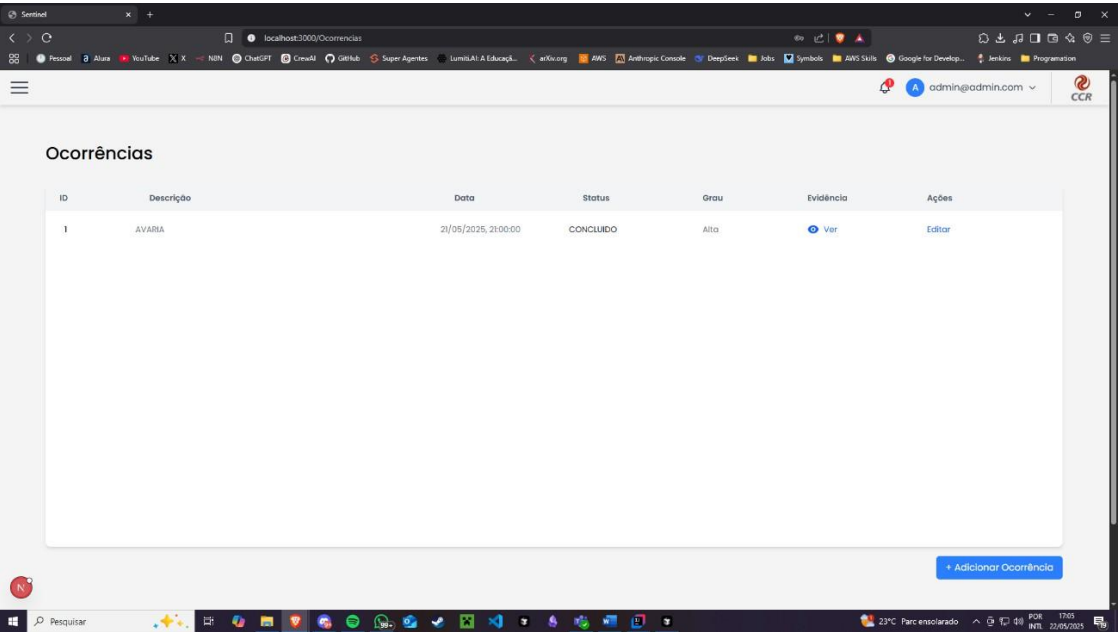 Sentinel
localhost:3000/Ocorrencias
Pessoal Alura YouTube X N8N ChatGPT CrewAI GitHub Super Agentes LumitiAI: A Educaçã... arXiv.org AWS Anthropic Console DeepSeek Jobs Symbols AWS Skills Google for Develop... Jenkins Programation
1 A admin@admin.com CCR
Ocorrências
ID Descrição Data Status Grau Evidência Ações
1 AVARIA 21/05/2025, 21:00:00 CONCLUIDO Alta Ver Editar
+ Adicionar Ocorrência
N
Pesquisar 99+ 23°C Parc ensolarado POR 17:05
INTL 22/05/2025